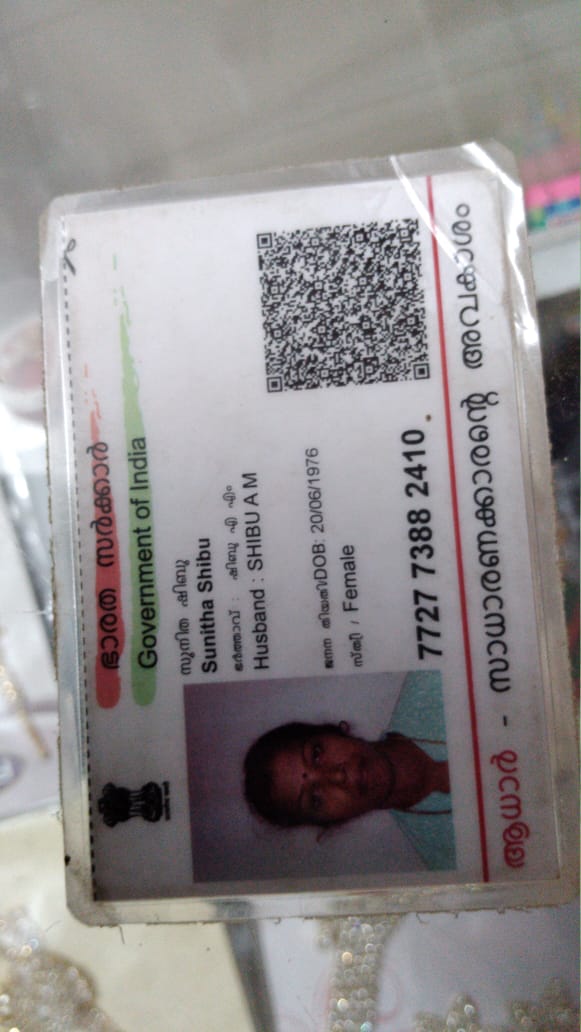 ഭാരത സർക്കാർ
Government of India
സുനിത ഷിബു
Sunitha Shibu
ഭർത്താവ് : ഷിബു എ എം
Husband : SHIBU A M
ജനന തീയതി/DOB: 20/06/1976
സ്ത്രീ / Female
7727 7388 2410
ആധാർ - സാധാരണക്കാരന്റെ അവകാശം